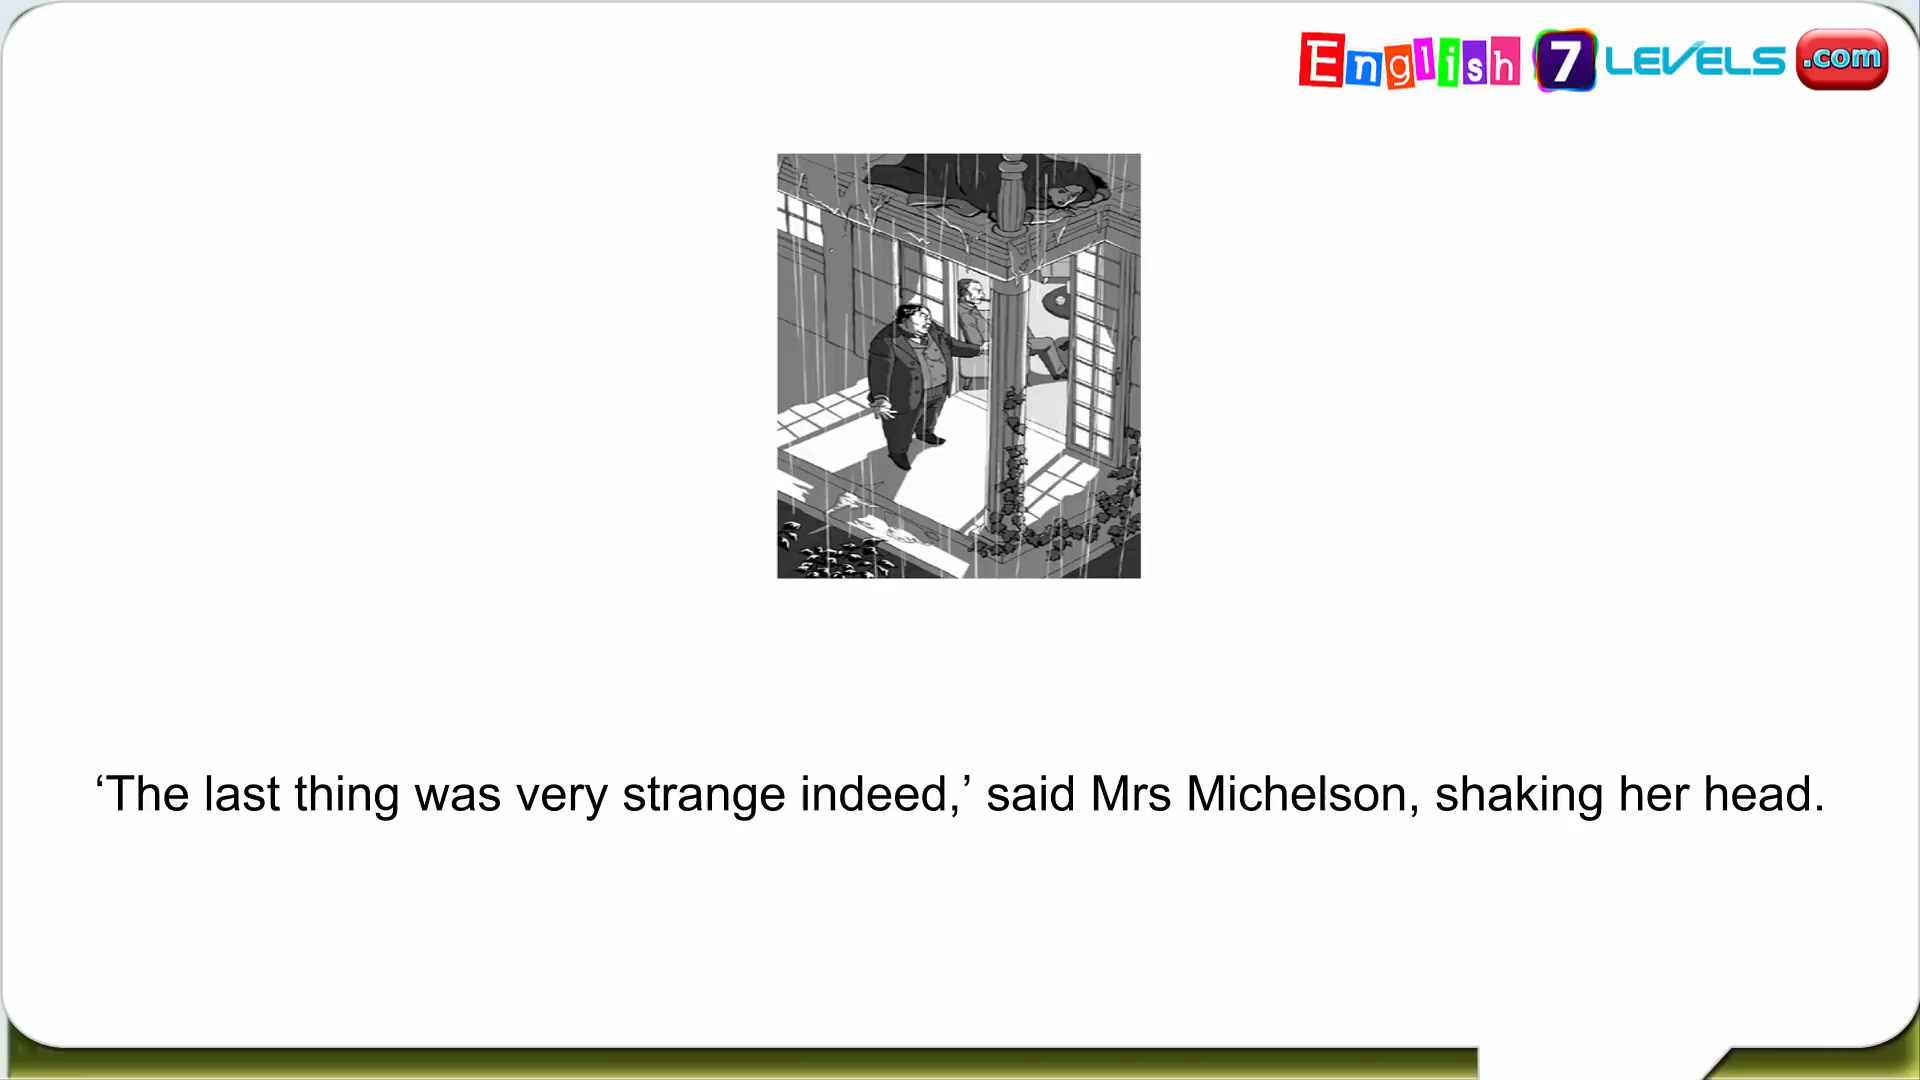 English 7 LEVELS .com
‘The last thing was very strange indeed,’ said Mrs Michelson, shaking her head.